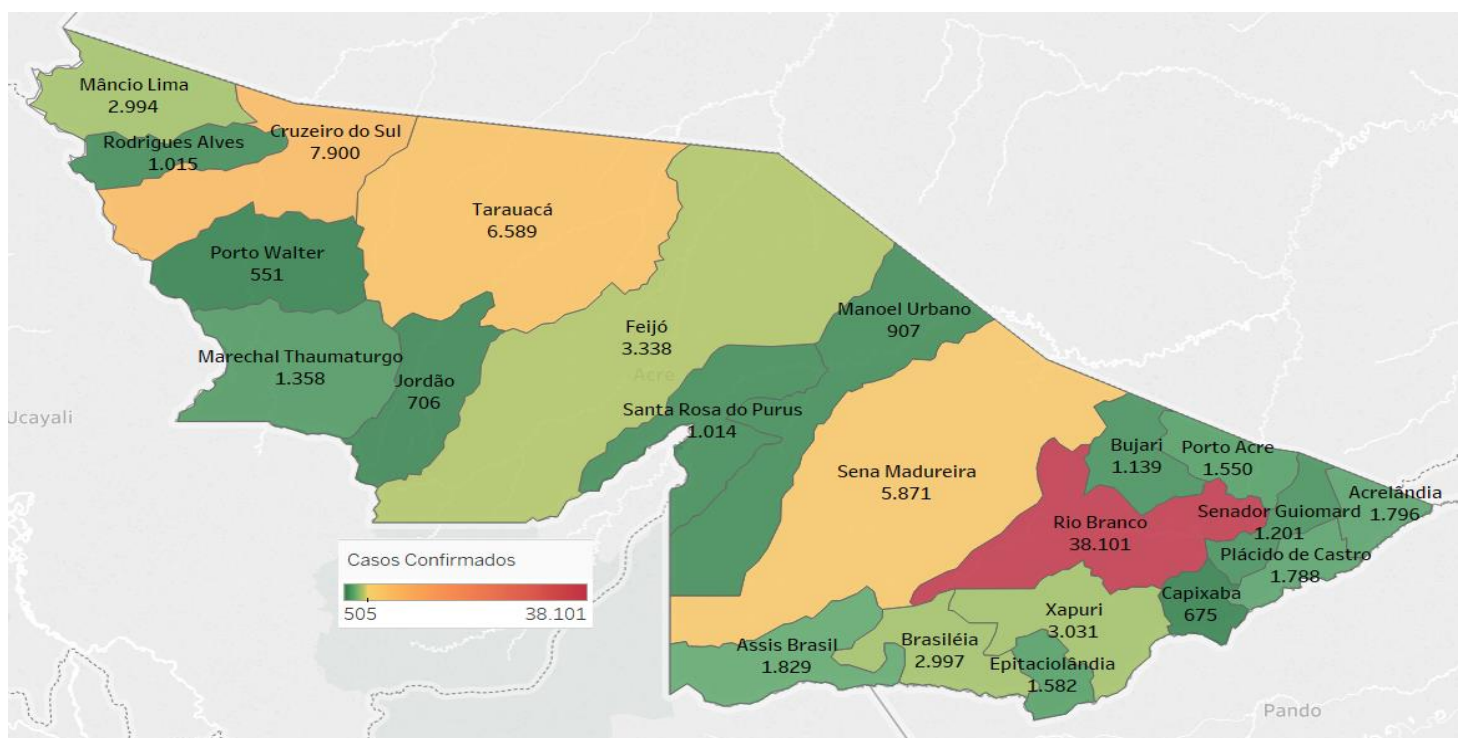 Mâncio Lima
2.994
Rodrigues Alves
1.015
Cruzeiro do Sul
7.900
Tarauacá
6.589
Porto Walter
551
Marechal Thaumaturgo
1.358
Jordão
706
Feijó
3.338
Acre
Manoel Urbano
907
Santa Rosa do Purus
1.014
Ucayali
Sena Madureira
5.871
Bujari
1.139
Porto Acre
1.550
Acrelândia
1.796
Senador Guiomard
1.201
Rio Branco
38.101
Plácido de Castro
1.788
Capixaba
675
Xapuri
3.031
Brasiléia
2.997
Assis Brasil
1.829
Epitaciolândia
1.582
Pando
Casos Confirmados
505 38.101